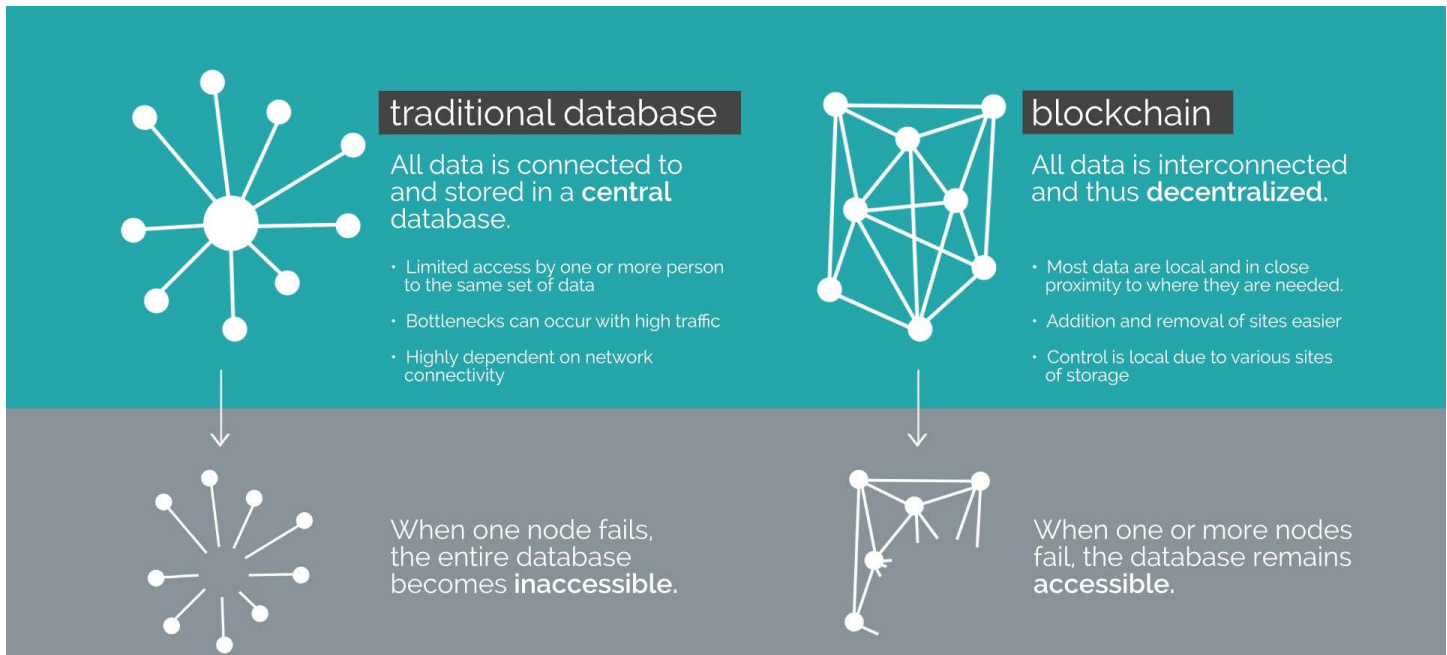 traditional database
All data is connected to
and stored in a central
database.
• Limited access by one or more person
to the same set of data
• Bottlenecks can occur with high traffic
• Highly dependent on network
connectivity
When one node fails,
the entire database
becomes inaccessible.
blockchain
All data is interconnected
and thus decentralized.
• Most data are local and in close
proximity to where they are needed.
• Addition and removal of sites easier
• Control is local due to various sites
of storage
When one or more nodes
fail, the database remains
accessible.